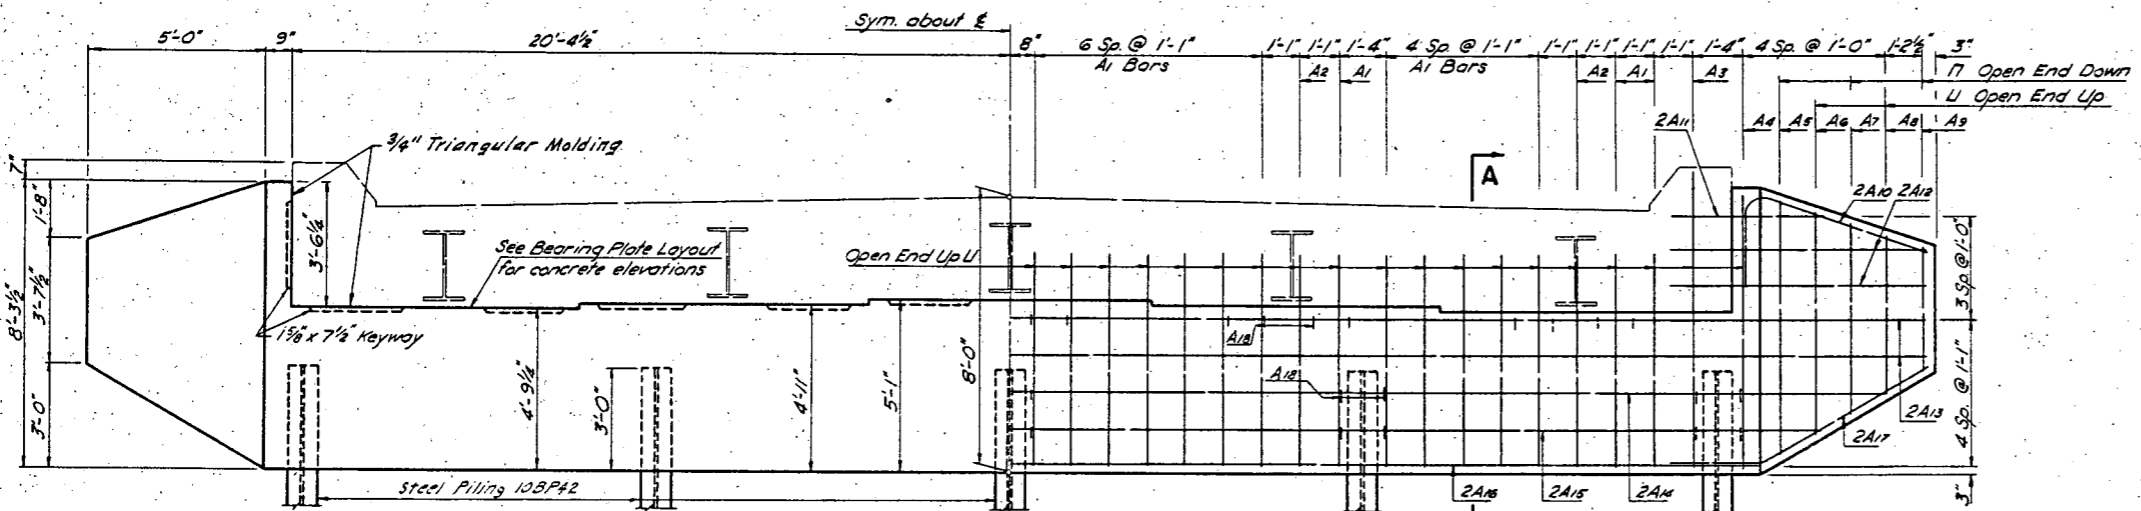 Sym. about ℄
5'-0" 9" 20'-4½" 8" 6 Sp. @ 1'-1" 1'-1" 1'-1" 1'-4" 4 Sp. @ 1'-1" 1'-1" 1'-1" 1'-1" 1'-1" 1'-4" 4 Sp. @ 1'-0" 1'-2½" 3"
A1 Bars A2 A1 A1 Bars A2 A1 A3 ⊓ Open End Down
U Open End Up
2A11 A4 A5 A6 A7 A8 A9
3/4" Triangular Molding
7"
A
1'-8"
2A10 2A12
3'-6¼"
See Bearing Plate Layout
for concrete elevations
Open End Up U
3 Sp. @ 1'-0"
8'-3½"
3'-7½"
1⅝ x 7½" Keyway
A18
8'-0"
4'-9¼"
4'-11"
5'-1"
3'-0"
3'-0"
A18
4 Sp. @ 1'-1"
2A13
2A17
Steel Piling 10BP42
2A16 2A15 2A14
3"